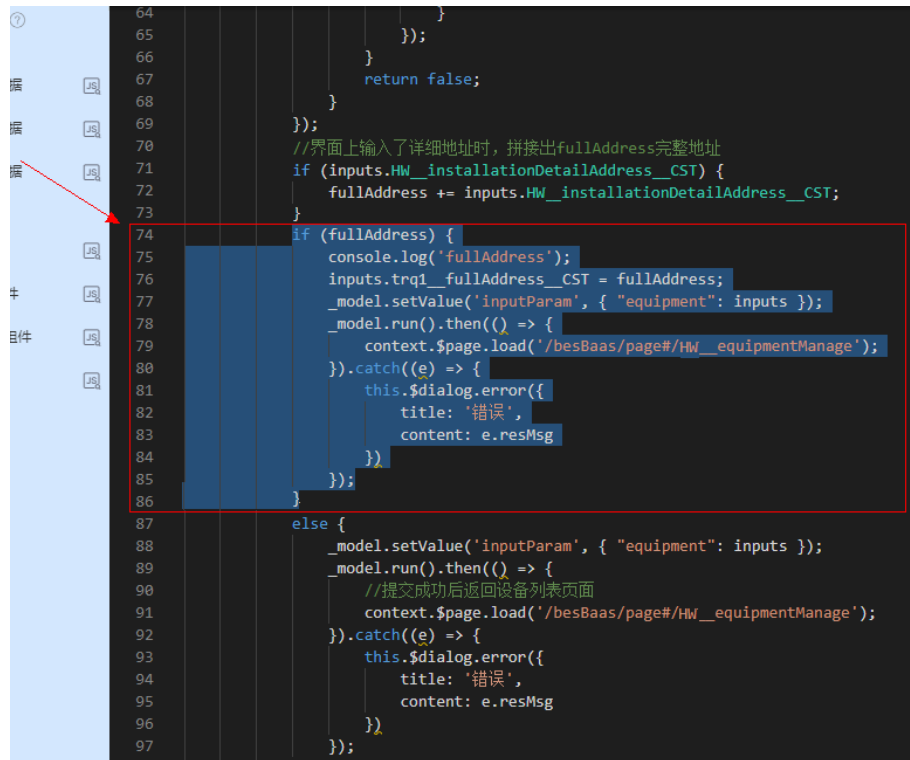 ?
64 }
65 });
66 }
67 return false;
68 }
69 });
70 //界面上输入了详细地址时，拼接出fullAddress完整地址
据 JS 71 if (inputs.HW__installationDetailAddress__CST) {
72 fullAddress += inputs.HW__installationDetailAddress__CST;
据 JS 73 }
74 if (fullAddress) {
据 JS 75 console.log('fullAddress');
76 inputs.trq1__fullAddress__CST = fullAddress;
JS 77 _model.setValue('inputParam', { "equipment": inputs });
件 JS 78 _model.run().then(() => {
79 context.$page.load('/besBaas/page#/HW__equipmentManage');
组件 JS 80 }).catch((e) => {
81 this.$dialog.error({
JS 82 title: '错误',
83 content: e.resMsg
84 })
85 });
86 }
87 else {
88 _model.setValue('inputParam', { "equipment": inputs });
89 _model.run().then(() => {
90 //提交成功后返回设备列表页面
91 context.$page.load('/besBaas/page#/HW__equipmentManage');
92 }).catch((e) => {
93 this.$dialog.error({
94 title: '错误',
95 content: e.resMsg
96 })
97 });